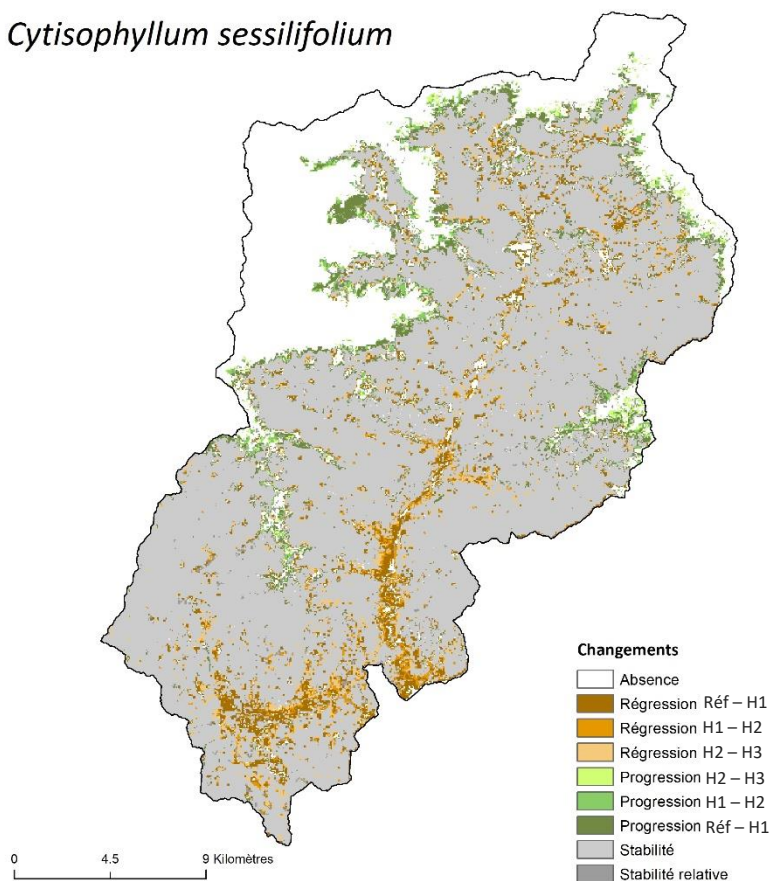 Cytisophyllum sessilifolium
Changements
Absence
Régression Réf – H1
Régression H1 – H2
Régression H2 – H3
Progression H2 – H3
Progression H1 – H2
Progression Réf – H1
Stabilité
Stabilité relative
0 4.5 9 Kilomètres